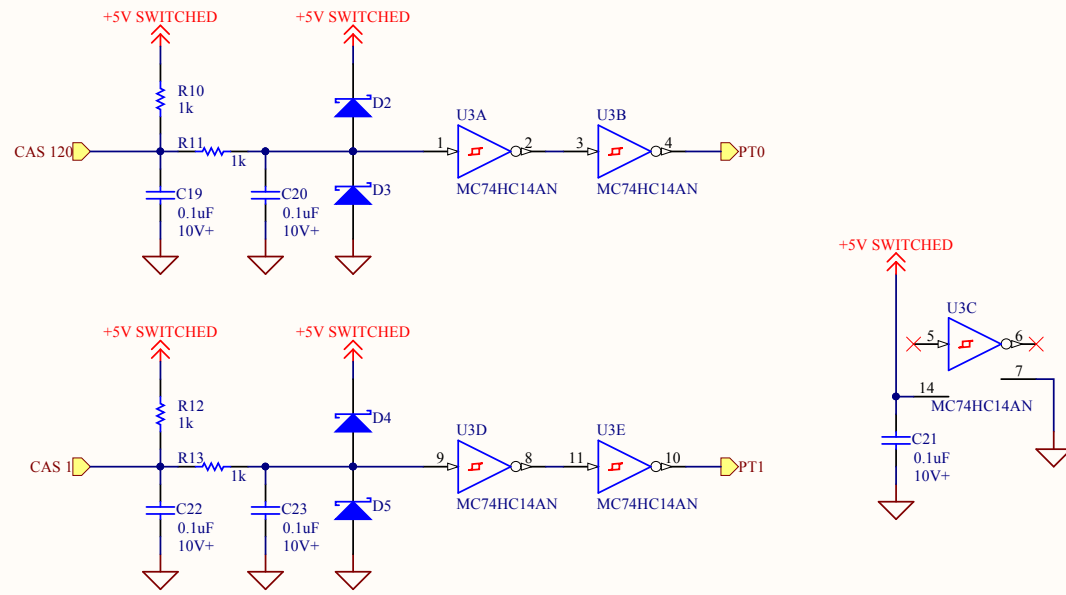 +5V SWITCHED
+5V SWITCHED
R10
1k
D2
U3A
U3B
CAS 120
R11
1k
1
2
3
4
PT0
C19
0.1uF
10V+
C20
0.1uF
10V+
D3
MC74HC14AN
MC74HC14AN
+5V SWITCHED
U3C
5
6
7
14
MC74HC14AN
C21
0.1uF
10V+
+5V SWITCHED
+5V SWITCHED
R12
1k
D4
U3D
U3E
CAS 1
R13
1k
9
8
11
10
PT1
C22
0.1uF
10V+
C23
0.1uF
10V+
D5
MC74HC14AN
MC74HC14AN